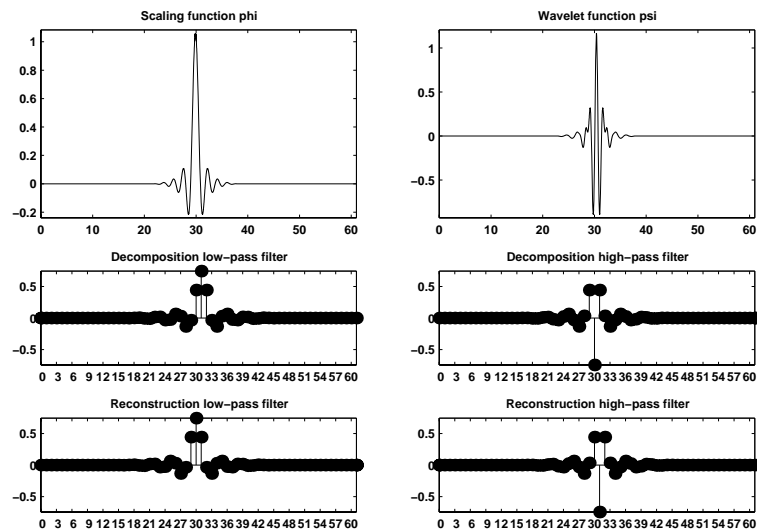 Scaling function phi
1
0.8
0.6
0.4
0.2
0
−0.2
0 10 20 30 40 50 60
Wavelet function psi
1
0.5
0
−0.5
0 10 20 30 40 50 60
Decomposition low−pass filter
0.5
0
−0.5
0 3 6 9 12 15 18 21 24 27 30 33 36 39 42 45 48 51 54 57 60
Decomposition high−pass filter
0.5
0
−0.5
0 3 6 9 12 15 18 21 24 27 30 33 36 39 42 45 48 51 54 57 60
Reconstruction low−pass filter
0.5
0
−0.5
0 3 6 9 12 15 18 21 24 27 30 33 36 39 42 45 48 51 54 57 60
Reconstruction high−pass filter
0.5
0
−0.5
0 3 6 9 12 15 18 21 24 27 30 33 36 39 42 45 48 51 54 57 60